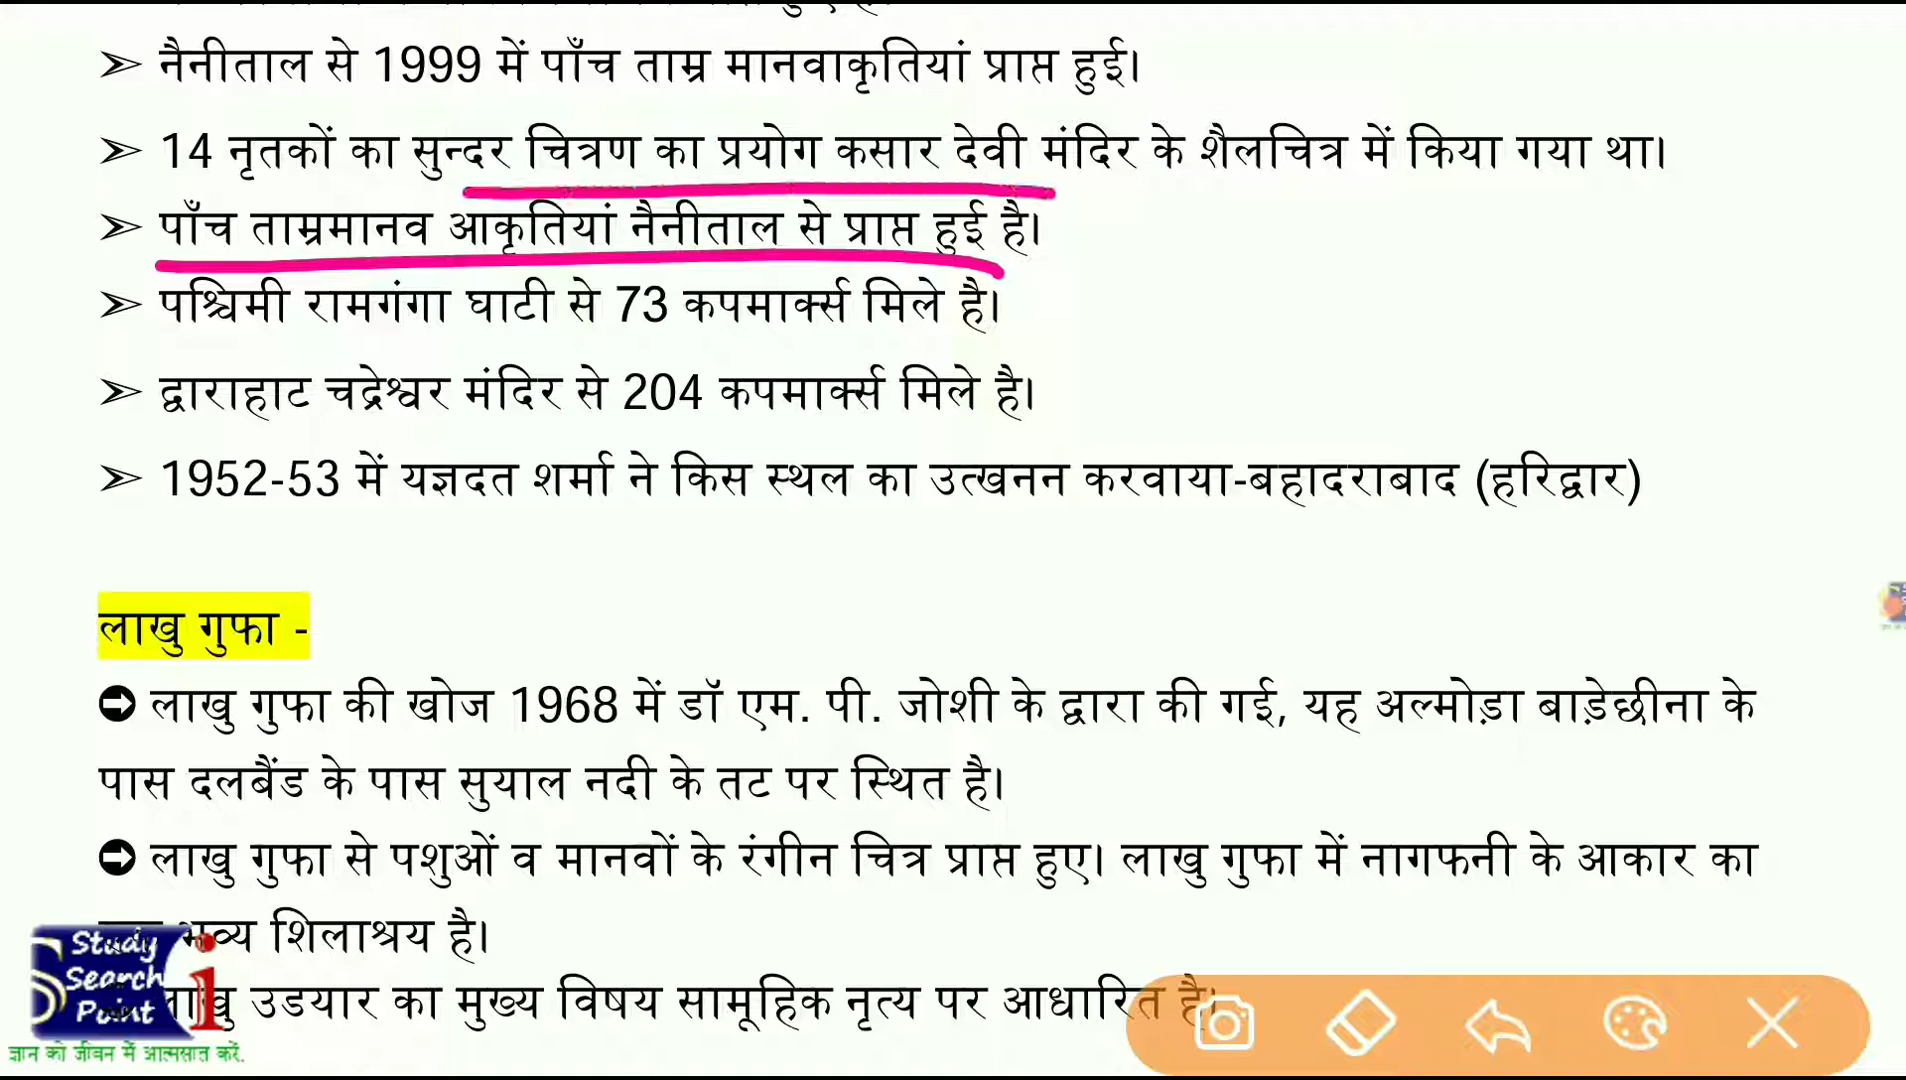 ➢ नैनीताल से 1999 में पाँच ताम्र मानवाकृतियां प्राप्त हुई।
➢ 14 नृतकों का सुन्दर चित्रण का प्रयोग कसार देवी मंदिर के शैलचित्र में किया गया था।
➢ पाँच ताम्रमानव आकृतियां नैनीताल से प्राप्त हुई है।
➢ पश्चिमी रामगंगा घाटी से 73 कपमार्क्स मिले है।
➢ द्वाराहाट चद्रेश्वर मंदिर से 204 कपमार्क्स मिले है।
➢ 1952-53 में यज्ञदत शर्मा ने किस स्थल का उत्खनन करवाया-बहादराबाद (हरिद्वार)
लाखु गुफा -
➲ लाखु गुफा की खोज 1968 में डॉ एम. पी. जोशी के द्वारा की गई, यह अल्मोड़ा बाड़ेछीना के
पास दलबैंड के पास सुयाल नदी के तट पर स्थित है।
➲ लाखु गुफा से पशुओं व मानवों के रंगीन चित्र प्राप्त हुए। लाखु गुफा में नागफनी के आकार का
भव्य शिलाश्रय है।
लाखु उडयार का मुख्य विषय सामूहिक नृत्य पर आधारित है।
Study
Search
Point
ज्ञान को जीवन में आत्मसात करें.